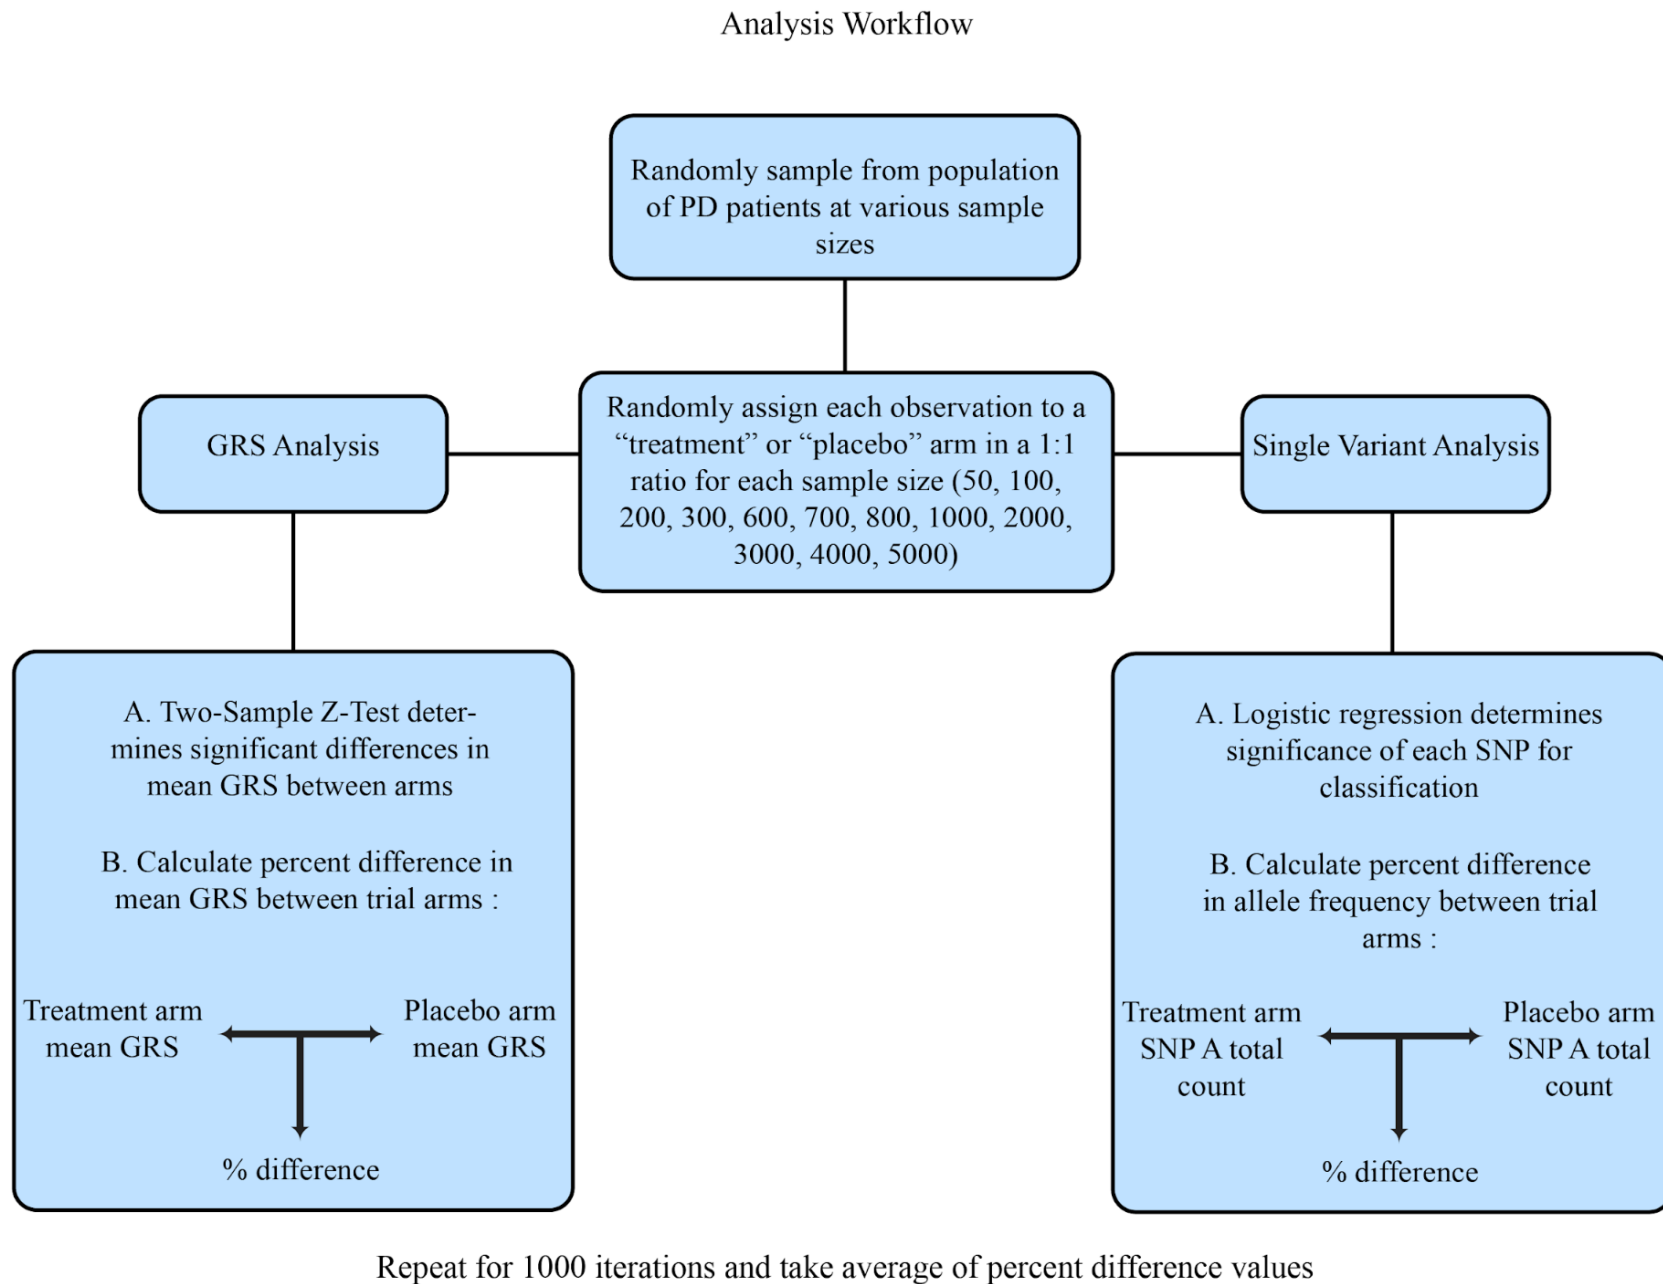 Analysis Workflow
Randomly sample from population
of PD patients at various sample
sizes
GRS Analysis
Randomly assign each observation to a
“treatment” or “placebo” arm in a 1:1
ratio for each sample size (50, 100,
200, 300, 600, 700, 800, 1000, 2000,
3000, 4000, 5000)
Single Variant Analysis
A. Two-Sample Z-Test deter-
mines significant differences in
mean GRS between arms
B. Calculate percent difference in
mean GRS between trial arms :
Treatment arm
mean GRS
Placebo arm
mean GRS
% difference
A. Logistic regression determines
significance of each SNP for
classification
B. Calculate percent difference
in allele frequency between trial
arms :
Treatment arm
SNP A total
count
Placebo arm
SNP A total
count
% difference
Repeat for 1000 iterations and take average of percent difference values